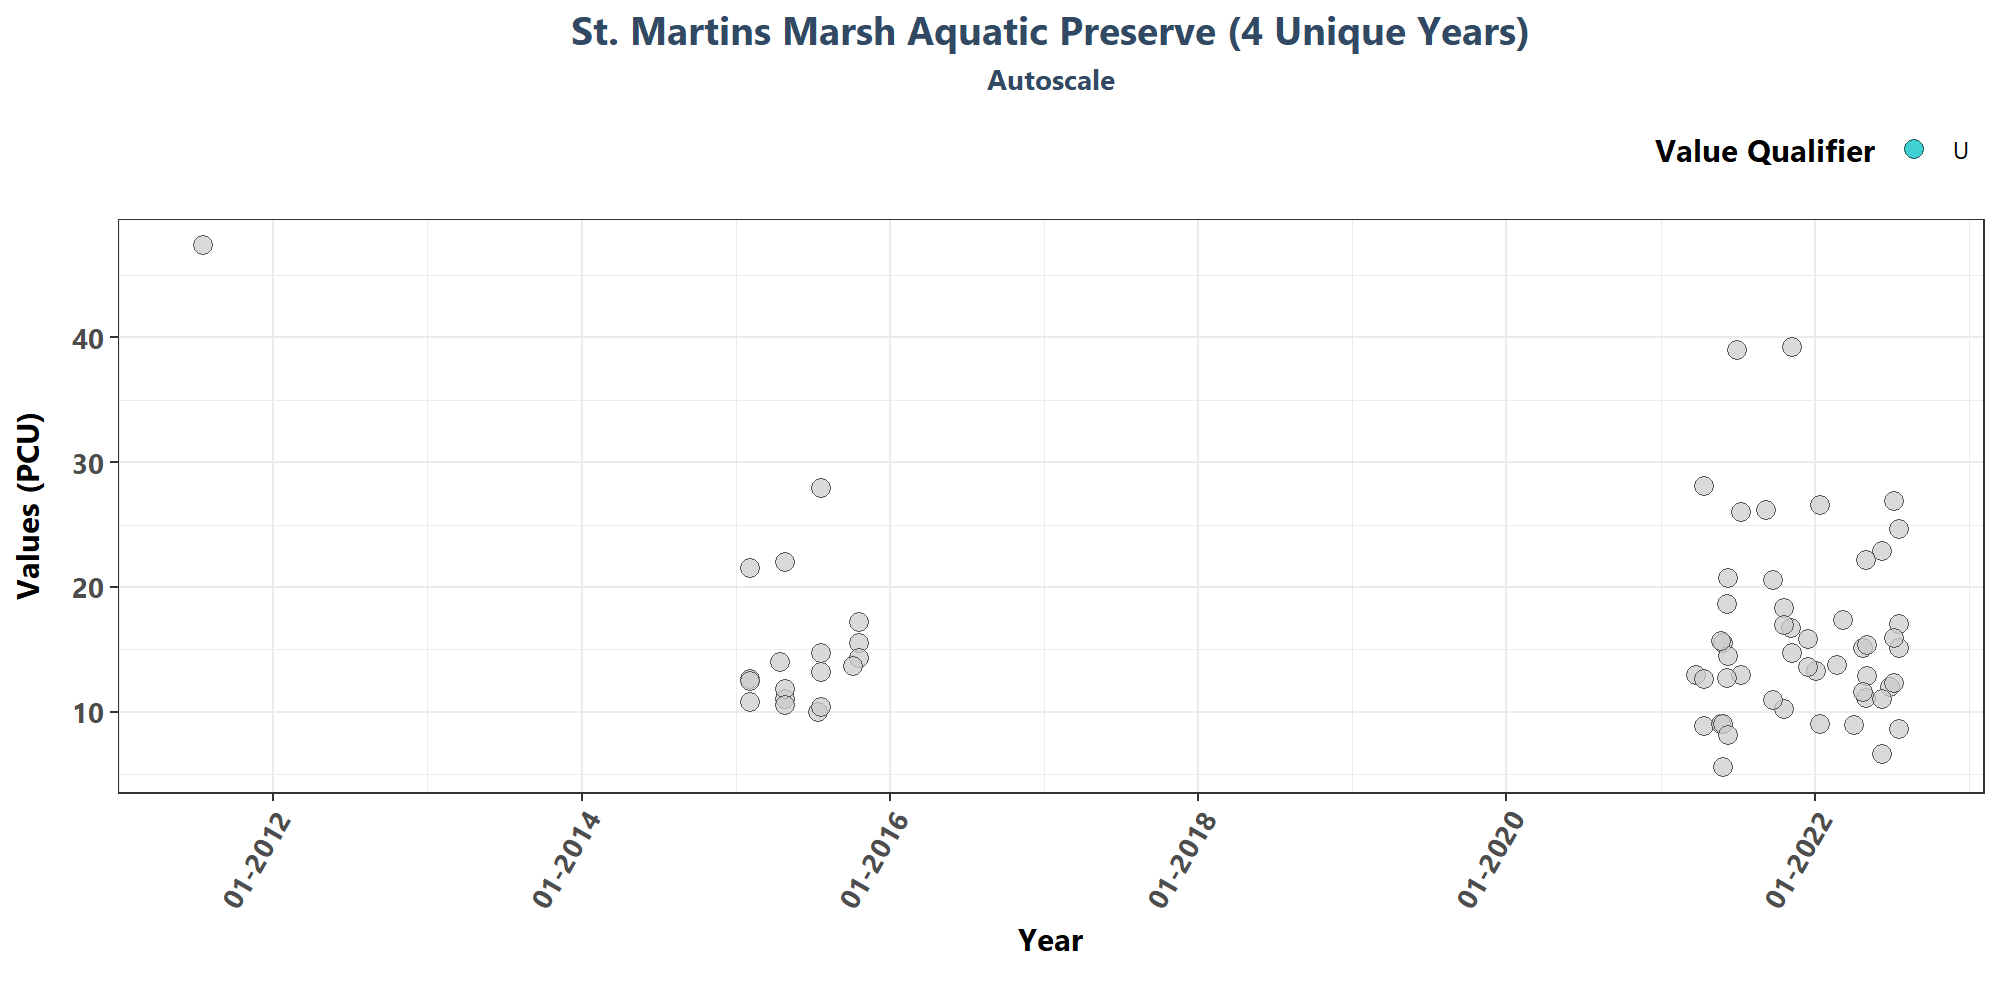 St. Martins Marsh Aquatic Preserve (4 Unique Years)
Autoscale
Value Qualifier U
Values (PCU)
40
30
20
10
01-2012 01-2014 01-2016 01-2018 01-2020 01-2022
Year